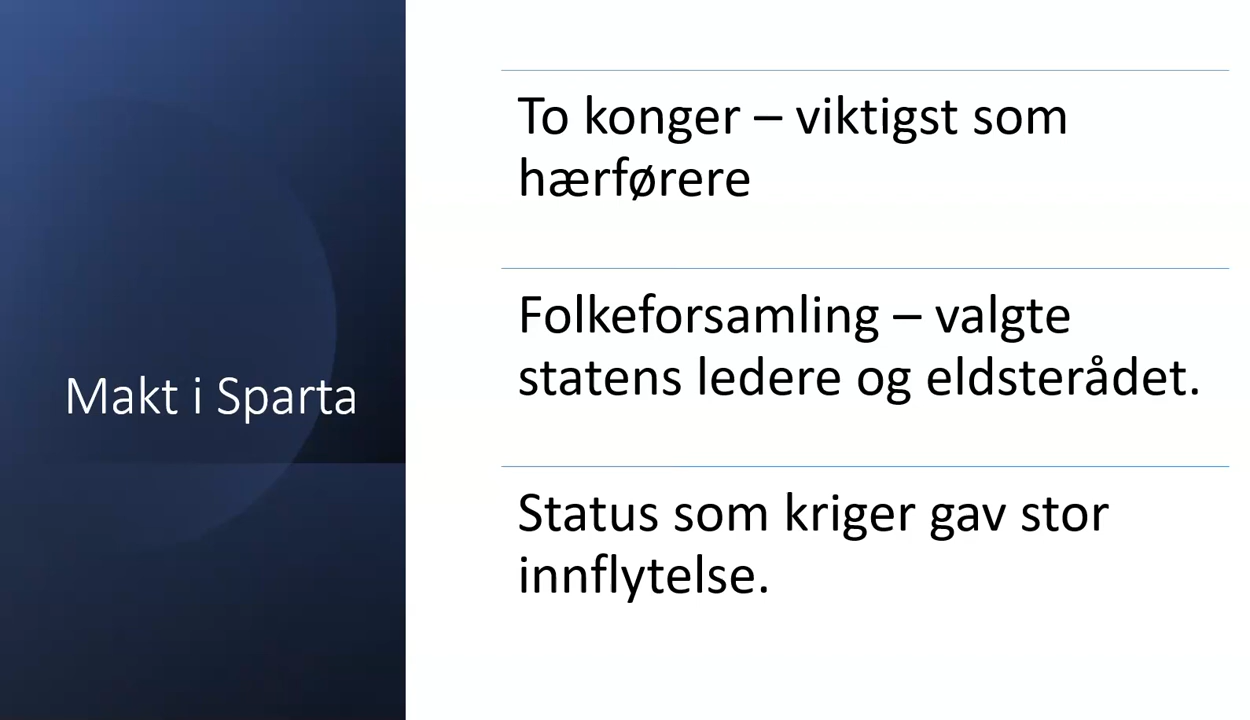 Makt i Sparta
To konger – viktigst som
hærførere
Folkeforsamling – valgte
statens ledere og eldsterådet.
Status som kriger gav stor
innflytelse.